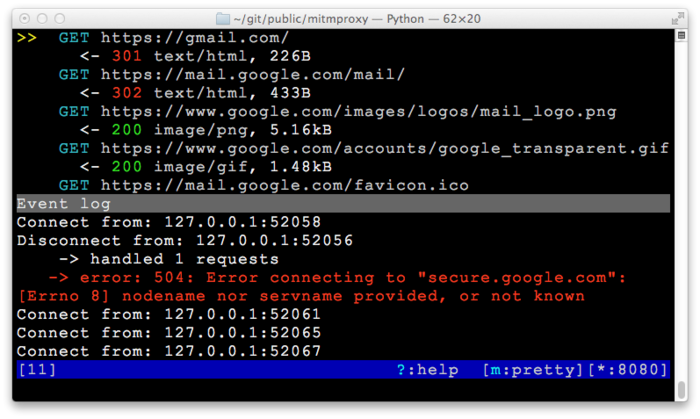 ~/git/public/mitmproxy — Python — 62×20
>> GET https://gmail.com/
<- 301 text/html, 226B
GET https://mail.google.com/mail/
<- 302 text/html, 433B
GET https://www.google.com/images/logos/mail_logo.png
<- 200 image/png, 5.16kB
GET https://www.google.com/accounts/google_transparent.gif
<- 200 image/gif, 1.48kB
GET https://mail.google.com/favicon.ico
Event log
Connect from: 127.0.0.1:52058
Disconnect from: 127.0.0.1:52056
-> handled 1 requests
-> error: 504: Error connecting to "secure.google.com":
[Errno 8] nodename nor servname provided, or not known
Connect from: 127.0.0.1:52061
Connect from: 127.0.0.1:52065
Connect from: 127.0.0.1:52067
[11] ?:help [m:pretty][*:8080]